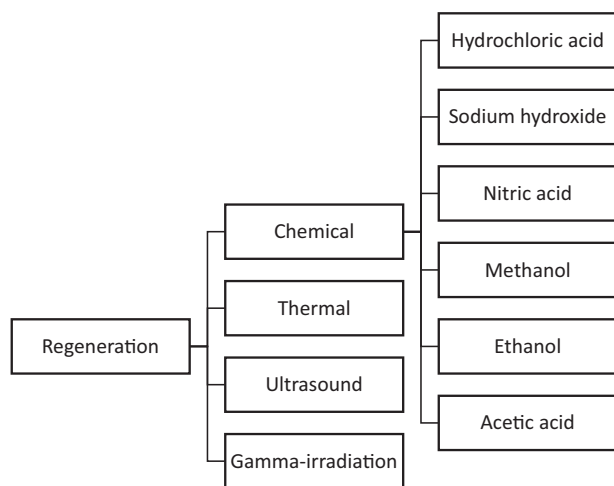 Regeneration
Chemical
Thermal
Ultrasound
Gamma-irradiation
Hydrochloric acid
Sodium hydroxide
Nitric acid
Methanol
Ethanol
Acetic acid